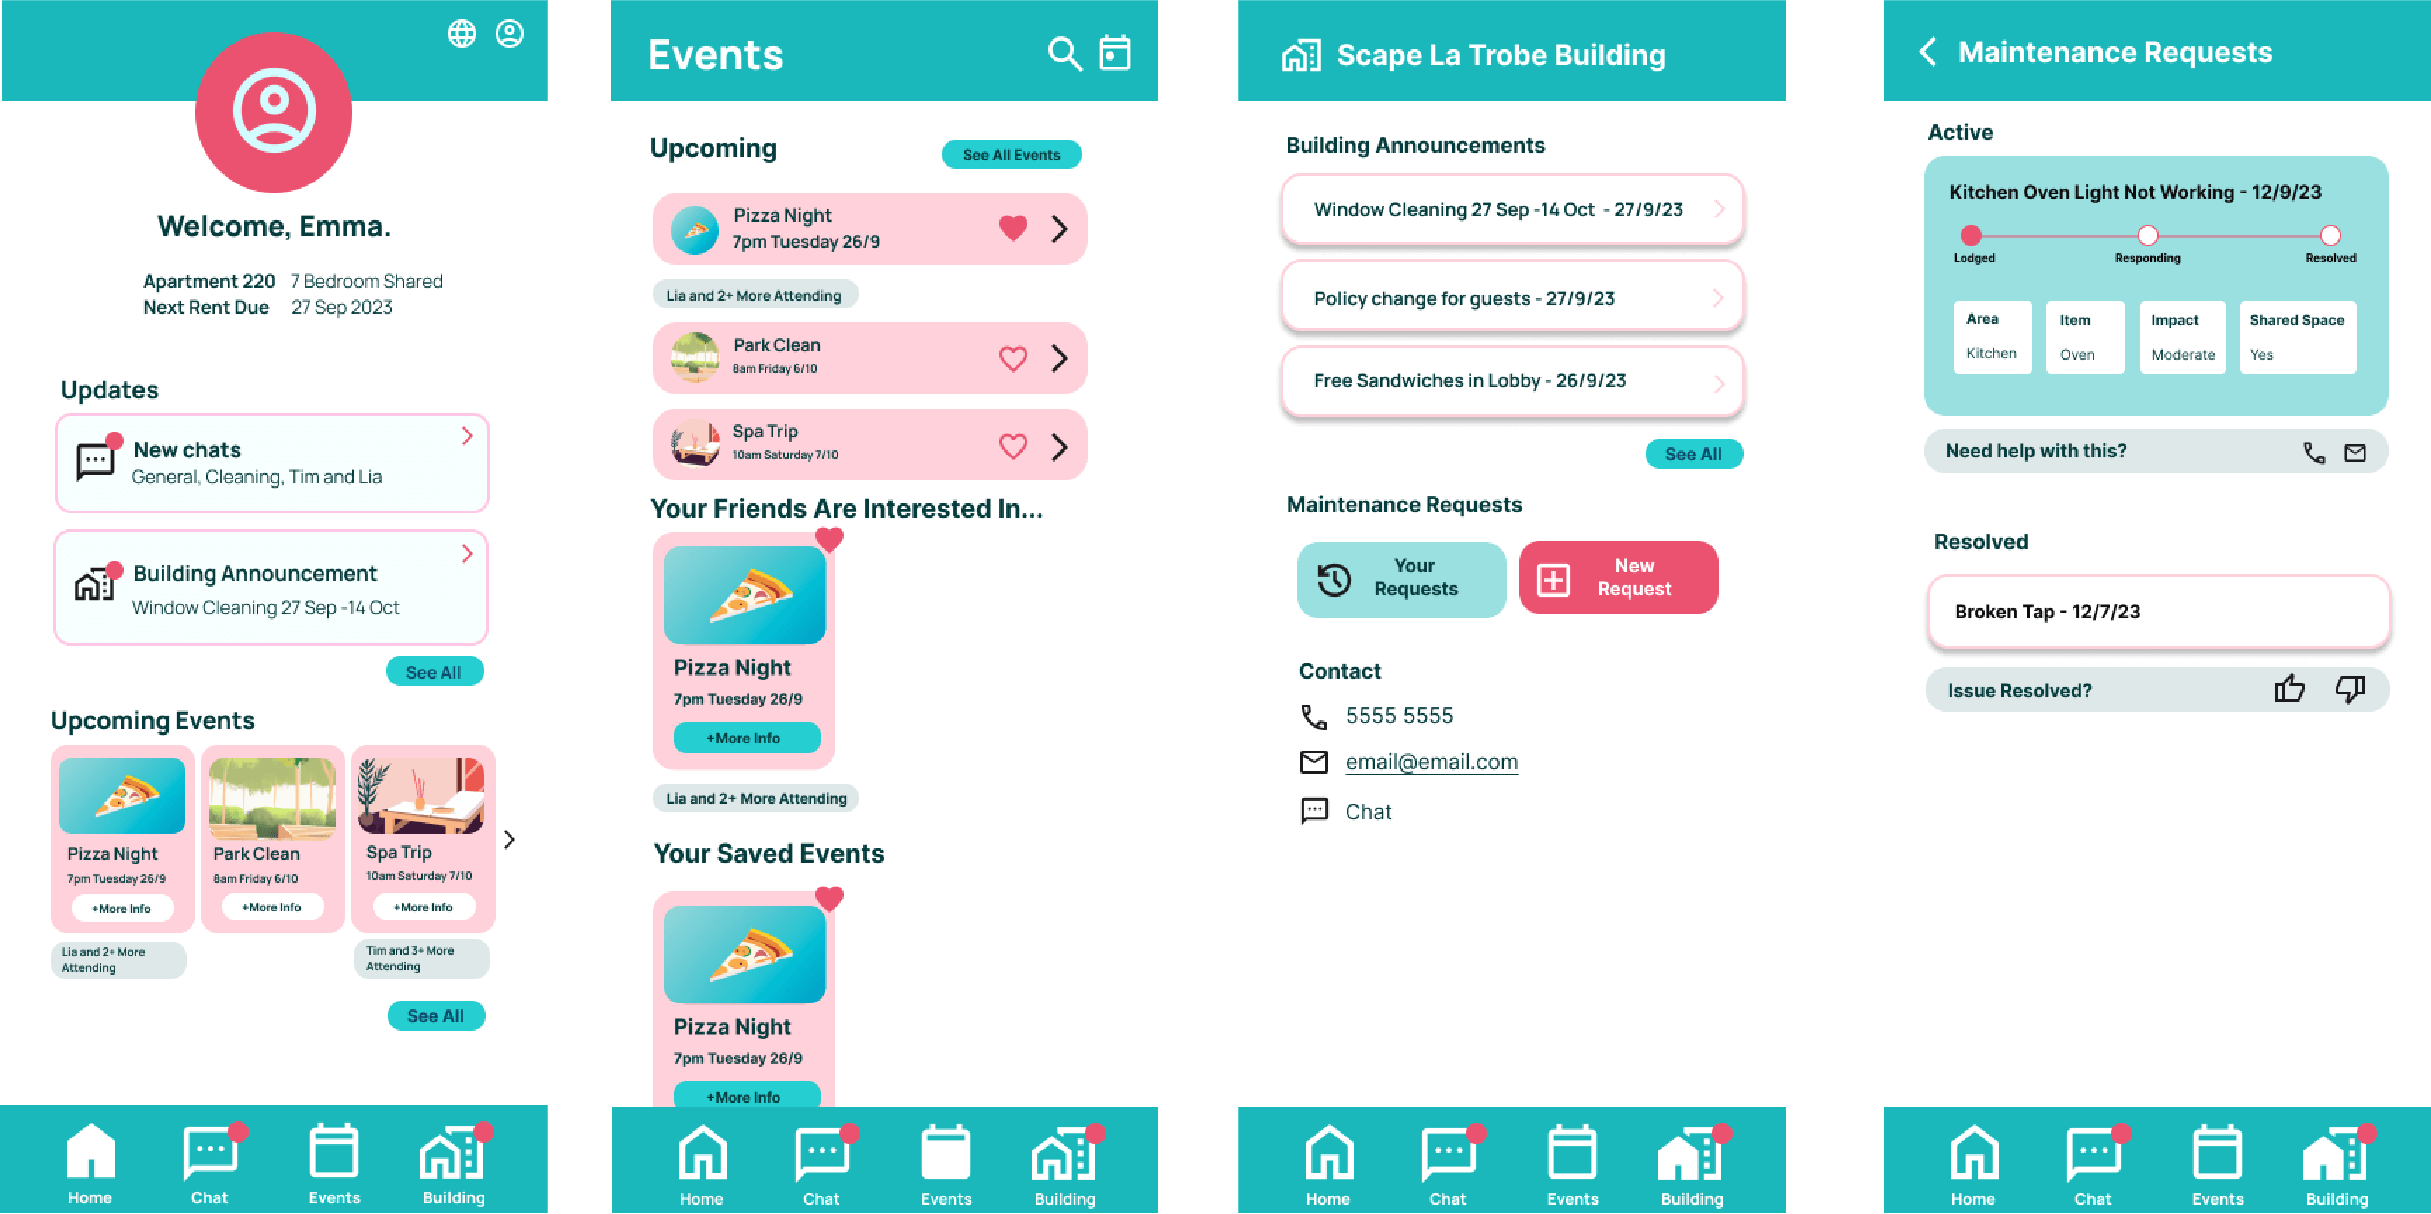 Welcome, Emma.
Apartment 220 7 Bedroom Shared
Next Rent Due 27 Sep 2023
Updates
New chats
General, Cleaning, Tim and Lia
Building Announcement
Window Cleaning 27 Sep -14 Oct
See All
Upcoming Events
Pizza Night
7pm Tuesday 26/9
+More Info
Lia and 2+ More
Attending
Park Clean
8am Friday 6/10
+More Info
Spa Trip
10am Saturday 7/10
+More Info
Tim and 3+ More
Attending
See All
Home
Chat
Events
Building
Events
Upcoming
See All Events
Pizza Night
7pm Tuesday 26/9
Lia and 2+ More Attending
Park Clean
8am Friday 6/10
Spa Trip
10am Saturday 7/10
Your Friends Are Interested In...
Pizza Night
7pm Tuesday 26/9
+More Info
Lia and 2+ More Attending
Your Saved Events
Pizza Night
7pm Tuesday 26/9
+More Info
Home
Chat
Events
Building
Scape La Trobe Building
Building Announcements
Window Cleaning 27 Sep -14 Oct - 27/9/23
Policy change for guests - 27/9/23
Free Sandwiches in Lobby - 26/9/23
See All
Maintenance Requests
Your
Requests
New
Request
Contact
5555 5555
email@email.com
Chat
Home
Chat
Events
Building
Maintenance Requests
Active
Kitchen Oven Light Not Working - 12/9/23
Lodged
Responding
Resolved
Area
Kitchen
Item
Oven
Impact
Moderate
Shared Space
Yes
Need help with this?
Resolved
Broken Tap - 12/7/23
Issue Resolved?
Home
Chat
Events
Building